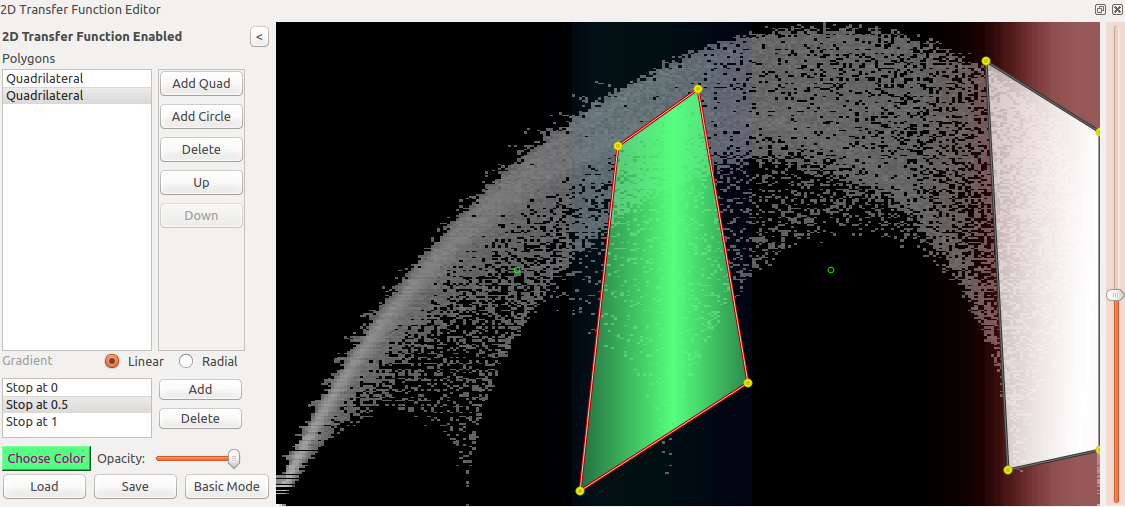 2D Transfer Function Editor
2D Transfer Function Enabled
<
Polygons
Quadrilateral
Quadrilateral
Add Quad
Add Circle
Delete
Up
Down
Gradient
Linear
Radial
Stop at 0
Stop at 0.5
Stop at 1
Add
Delete
Choose Color
Opacity:
Load
Save
Basic Mode